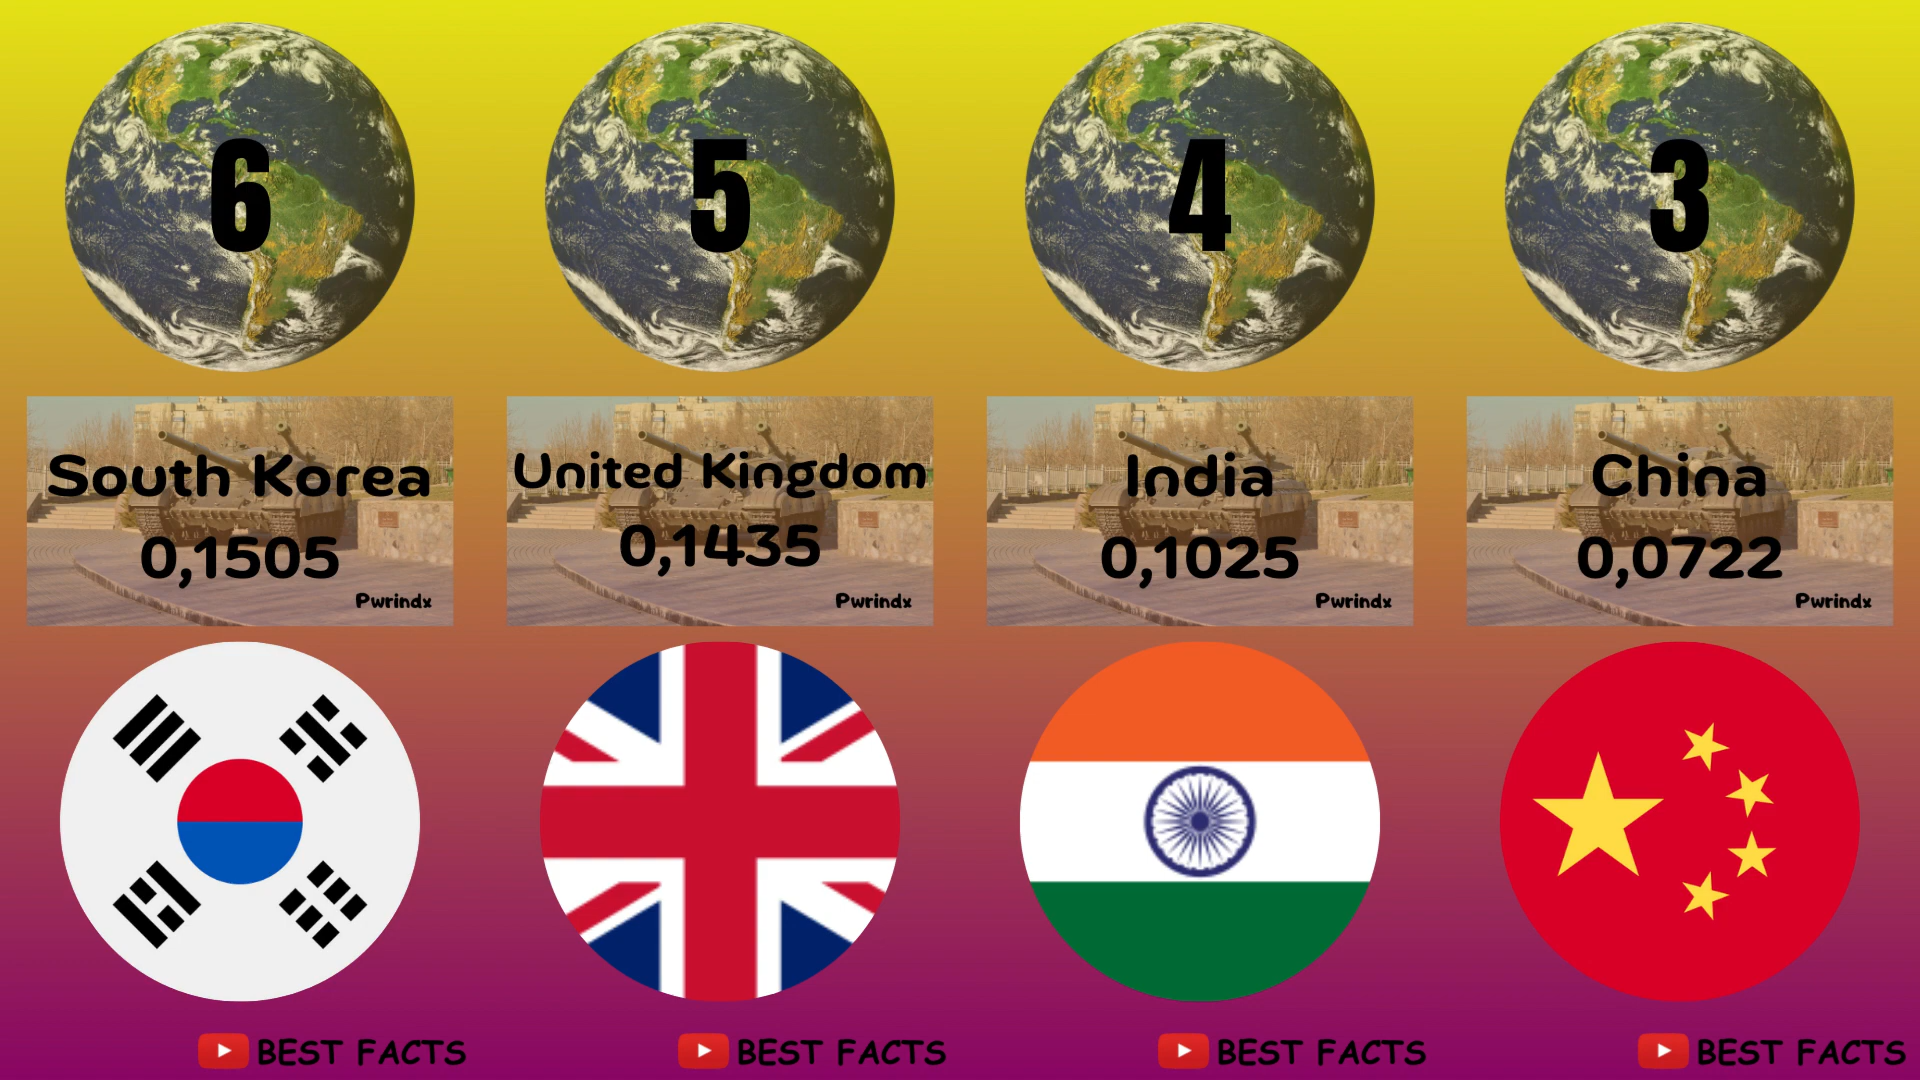 6
South Korea
0,1505
Pwrindx
BEST FACTS
5
United Kingdom
0,1435
Pwrindx
BEST FACTS
4
India
0,1025
Pwrindx
BEST FACTS
3
China
0,0722
Pwrindx
BEST FACTS